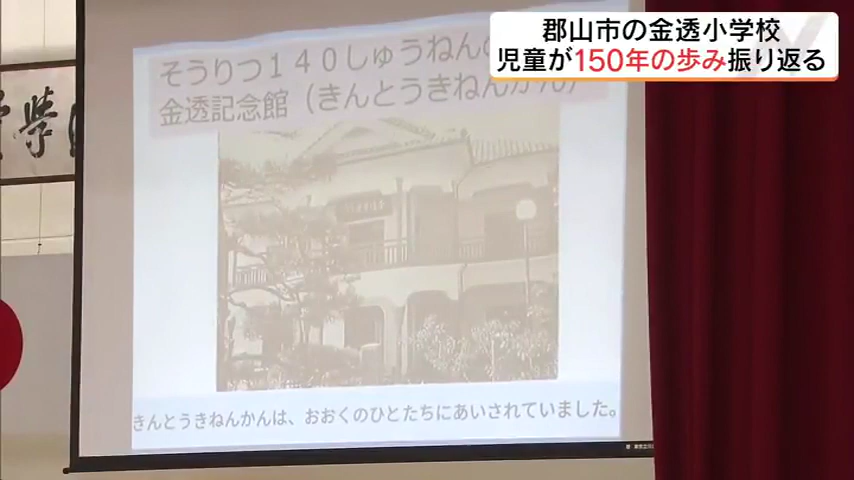 郡山市の金透小学校
児童が150年の歩み振り返る
そうりつ140しゅうねんの
金透記念館（きんとうきねんかん）
きんとうきねんかんは、おおくのひとたちにあいされていました。
学